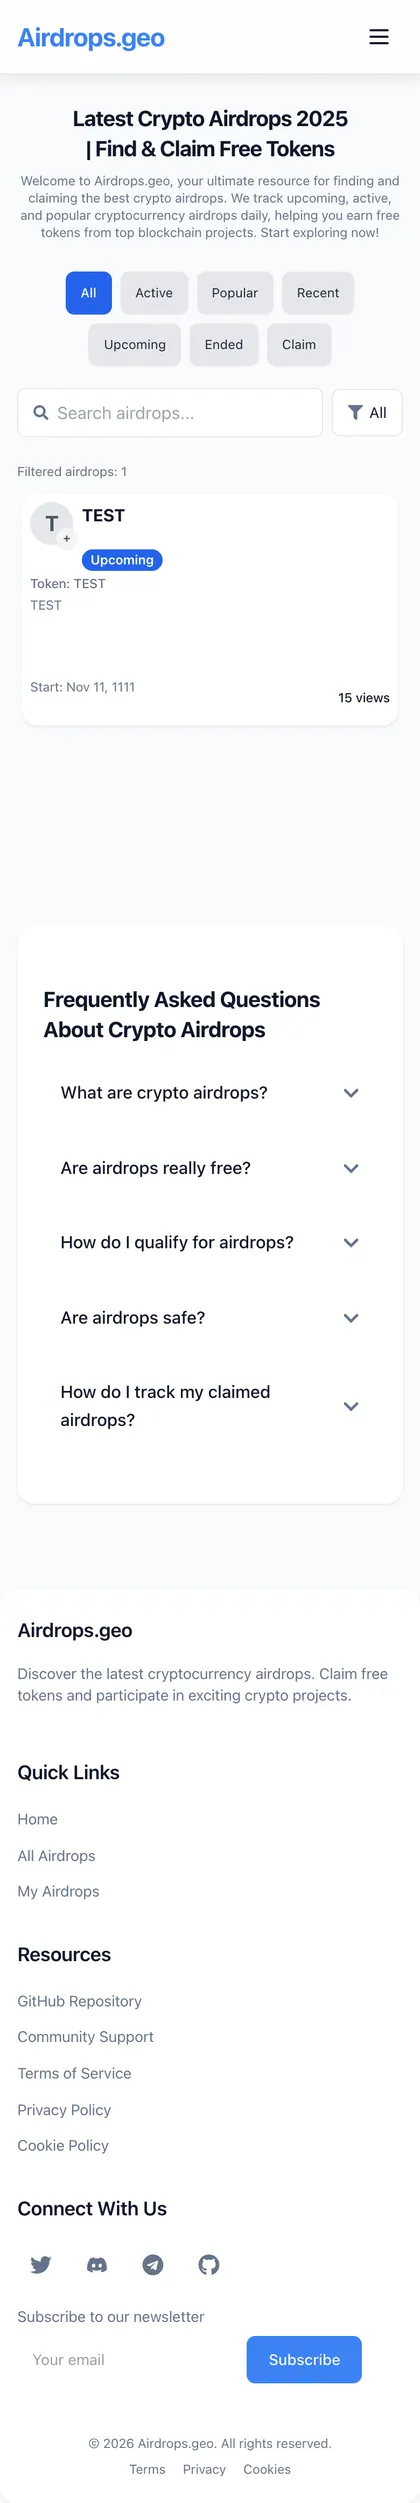 Airdrops.geo
Latest Crypto Airdrops 2025
| Find & Claim Free Tokens
Welcome to Airdrops.geo, your ultimate resource for finding and
claiming the best crypto airdrops. We track upcoming, active,
and popular cryptocurrency airdrops daily, helping you earn free
tokens from top blockchain projects. Start exploring now!
All
Active
Popular
Recent
Upcoming
Ended
Claim
Search airdrops...
All
Filtered airdrops: 1
T
+
TEST
Upcoming
Token: TEST
TEST
Start: Nov 11, 1111
15 views
Frequently Asked Questions
About Crypto Airdrops
What are crypto airdrops?
Are airdrops really free?
How do I qualify for airdrops?
Are airdrops safe?
How do I track my claimed
airdrops?
Airdrops.geo
Discover the latest cryptocurrency airdrops. Claim free
tokens and participate in exciting crypto projects.
Quick Links
Home
All Airdrops
My Airdrops
Resources
GitHub Repository
Community Support
Terms of Service
Privacy Policy
Cookie Policy
Connect With Us
Subscribe to our newsletter
Your email
Subscribe
© 2026 Airdrops.geo. All rights reserved.
Terms
Privacy
Cookies